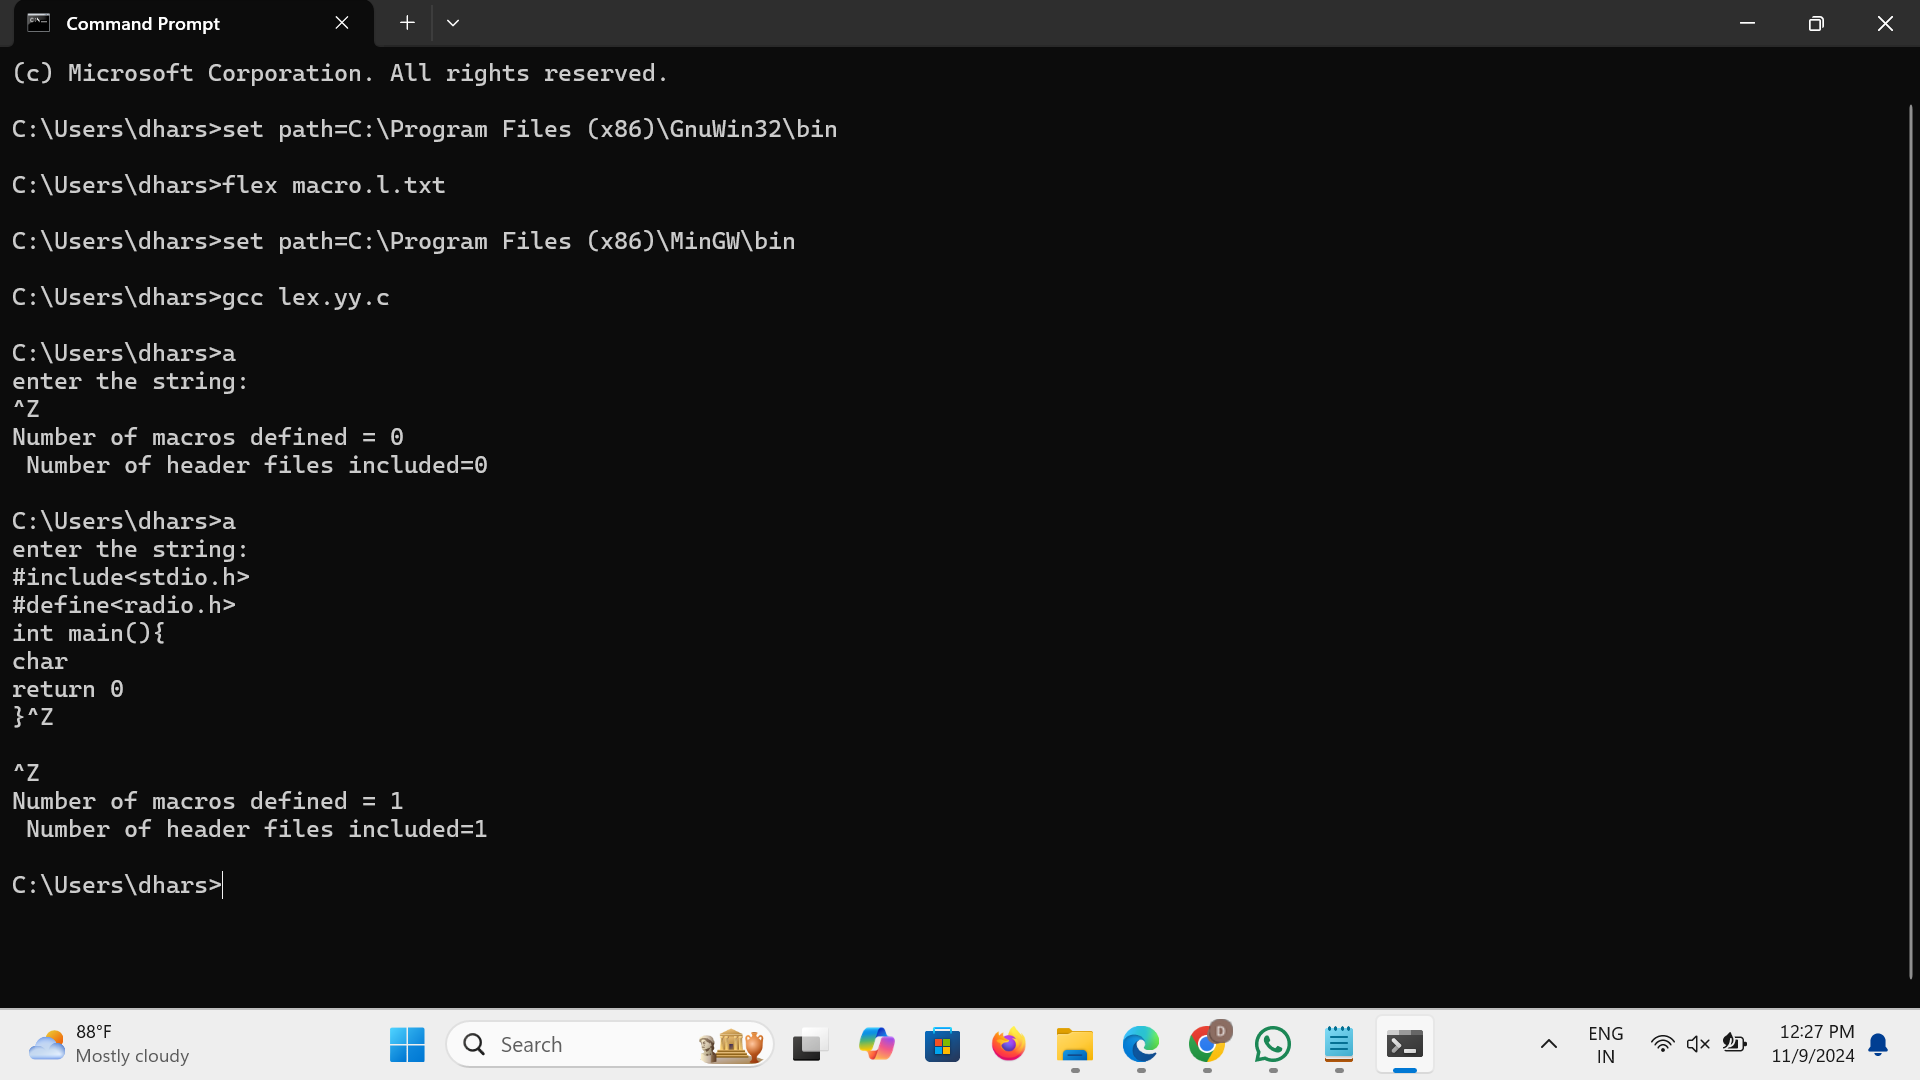 Command Prompt
(c) Microsoft Corporation. All rights reserved.
C:\Users\dhars>set path=C:\Program Files (x86)\GnuWin32\bin
C:\Users\dhars>flex macro.l.txt
C:\Users\dhars>set path=C:\Program Files (x86)\MinGW\bin
C:\Users\dhars>gcc lex.yy.c
C:\Users\dhars>a
enter the string:
^Z
Number of macros defined = 0
 Number of header files included=0
C:\Users\dhars>a
enter the string:
#include<stdio.h>
#define<radio.h>
int main(){
char
return 0
}^Z
^Z
Number of macros defined = 1
 Number of header files included=1
C:\Users\dhars>
88°F
Mostly cloudy
Search
D
ENG
IN
12:27 PM
11/9/2024